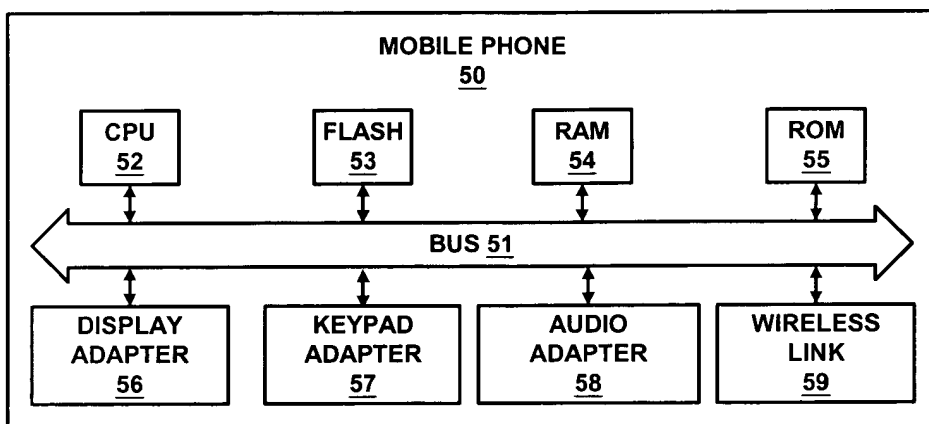 MOBILE PHONE
50
CPU
52
FLASH
53
RAM
54
ROM
55
BUS 51
DISPLAY
ADAPTER
56
KEYPAD
ADAPTER
57
AUDIO
ADAPTER
58
WIRELESS
LINK
59